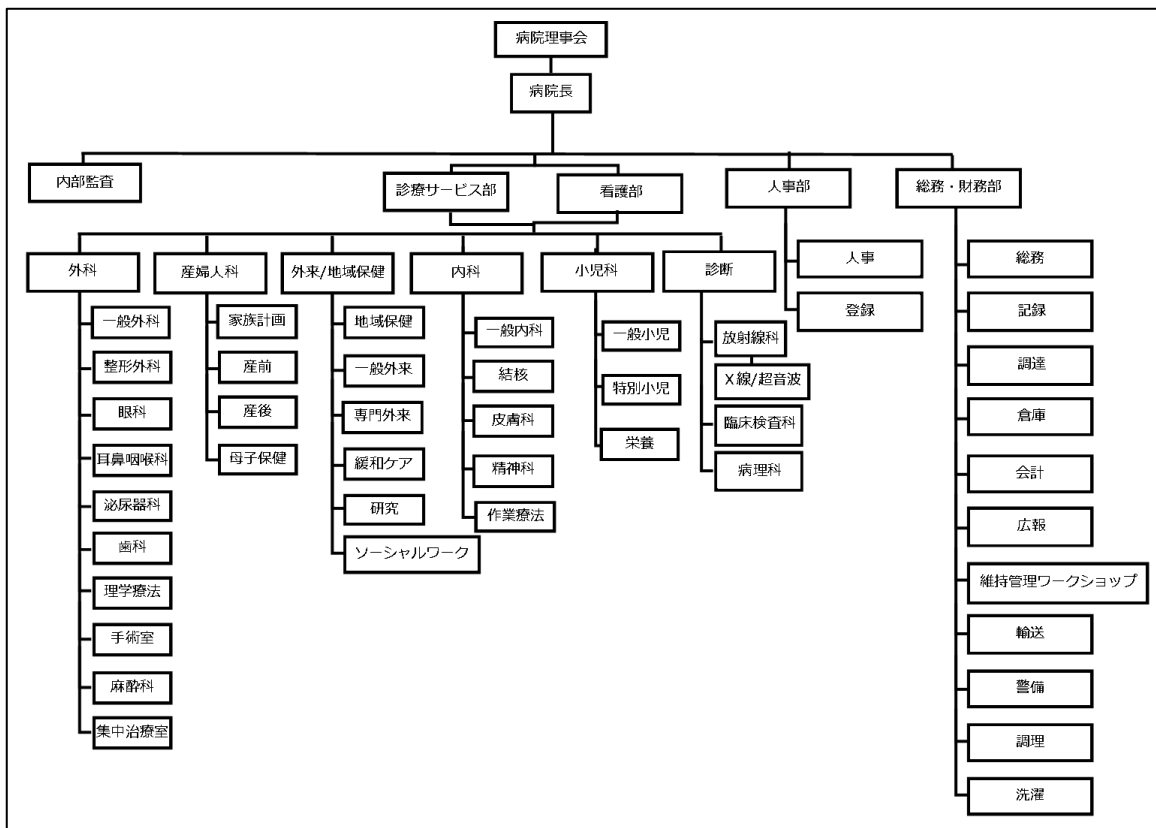 病院理事会
病院長
内部監査
診療サービス部
看護部
人事部
総務・財務部
外科
産婦人科
外来/地域保健
内科
小児科
診断
一般外科
整形外科
眼科
耳鼻咽喉科
泌尿器科
歯科
理学療法
手術室
麻酔科
集中治療室
家族計画
産前
産後
母子保健
地域保健
一般外来
専門外来
緩和ケア
研究
ソーシャルワーク
一般内科
結核
皮膚科
精神科
作業療法
一般小児
特別小児
栄養
放射線科
X線/超音波
臨床検査科
病理科
人事
登録
総務
記録
調達
倉庫
会計
広報
維持管理ワークショップ
輸送
警備
調理
洗濯